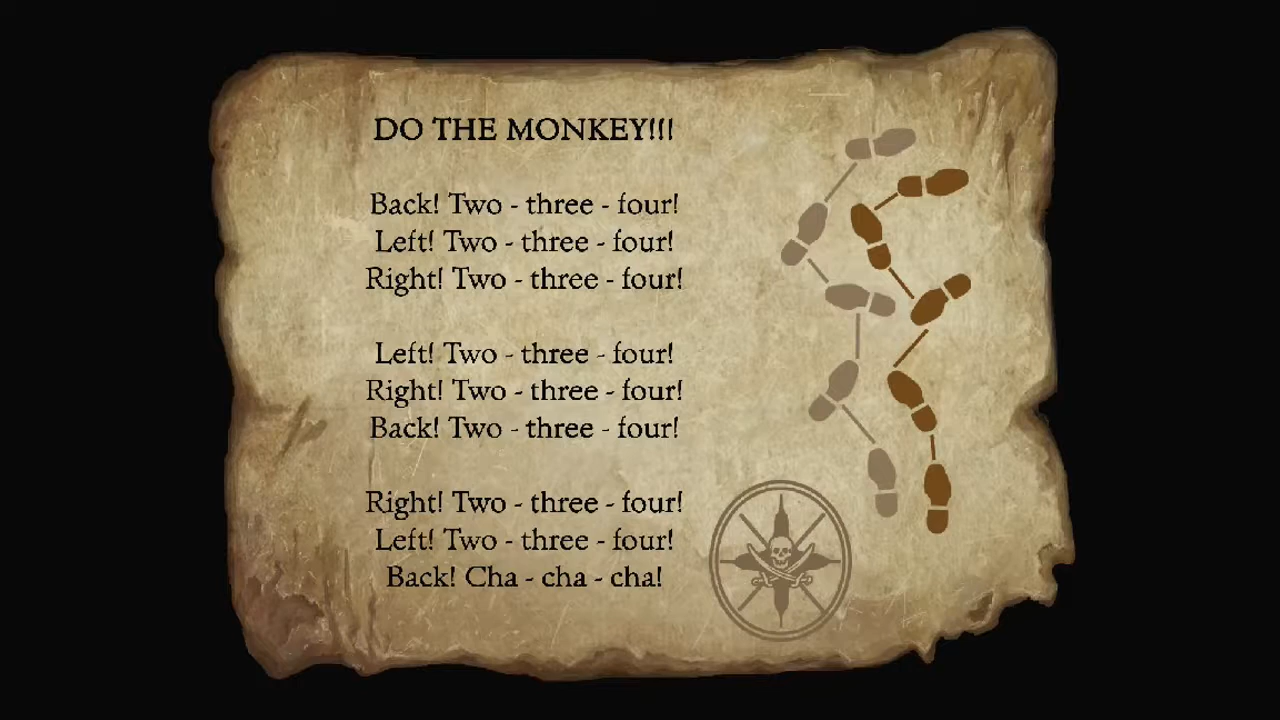 DO THE MONKEY!!!
Back! Two - three - four!
Left! Two - three - four!
Right! Two - three - four!
Left! Two - three - four!
Right! Two - three - four!
Back! Two - three - four!
Right! Two - three - four!
Left! Two - three - four!
Back! Cha - cha - cha!